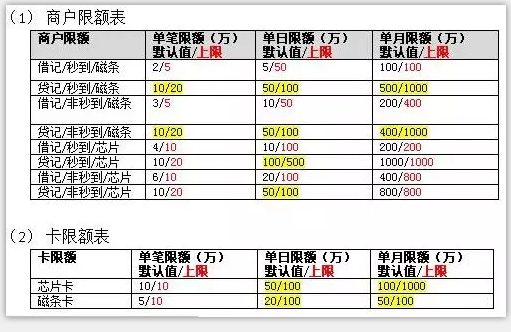 （1） 商户限额表
商户限额 单笔限额（万） 单日限额（万） 单月限额（万）
默认值/上限 默认值/上限 默认值/上限
借记/秒到/磁条 2/5 5/50 100/100
贷记/秒到/磁条 10/20 50/100 500/1000
借记/非秒到/磁条 3/5 10/50 200/400
贷记/非秒到/磁条 10/20 50/100 400/1000
借记/秒到/芯片 4/10 10/100 200/200
贷记/秒到/芯片 10/20 100/500 1000/1000
借记/非秒到/芯片 6/10 20/100 400/800
贷记/非秒到/芯片 10/20 50/100 800/800
（2） 卡限额表
卡限额 单笔限额（万） 单日限额（万） 单月限额（万）
默认值/上限 默认值/上限 默认值/上限
芯片卡 10/10 50/100 100/1000
磁条卡 5/10 20/100 50/100